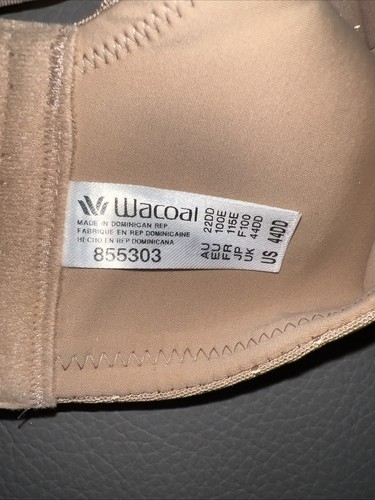 Wacoal
MADE IN DOMINICAN REP
FABRIQUE EN REP DOMINICAINE
HECHO EN REP DOMINICANA
855303
AU 22DD
EU 100E
FR 115E
JP F100
UK 44DD
US 44DD